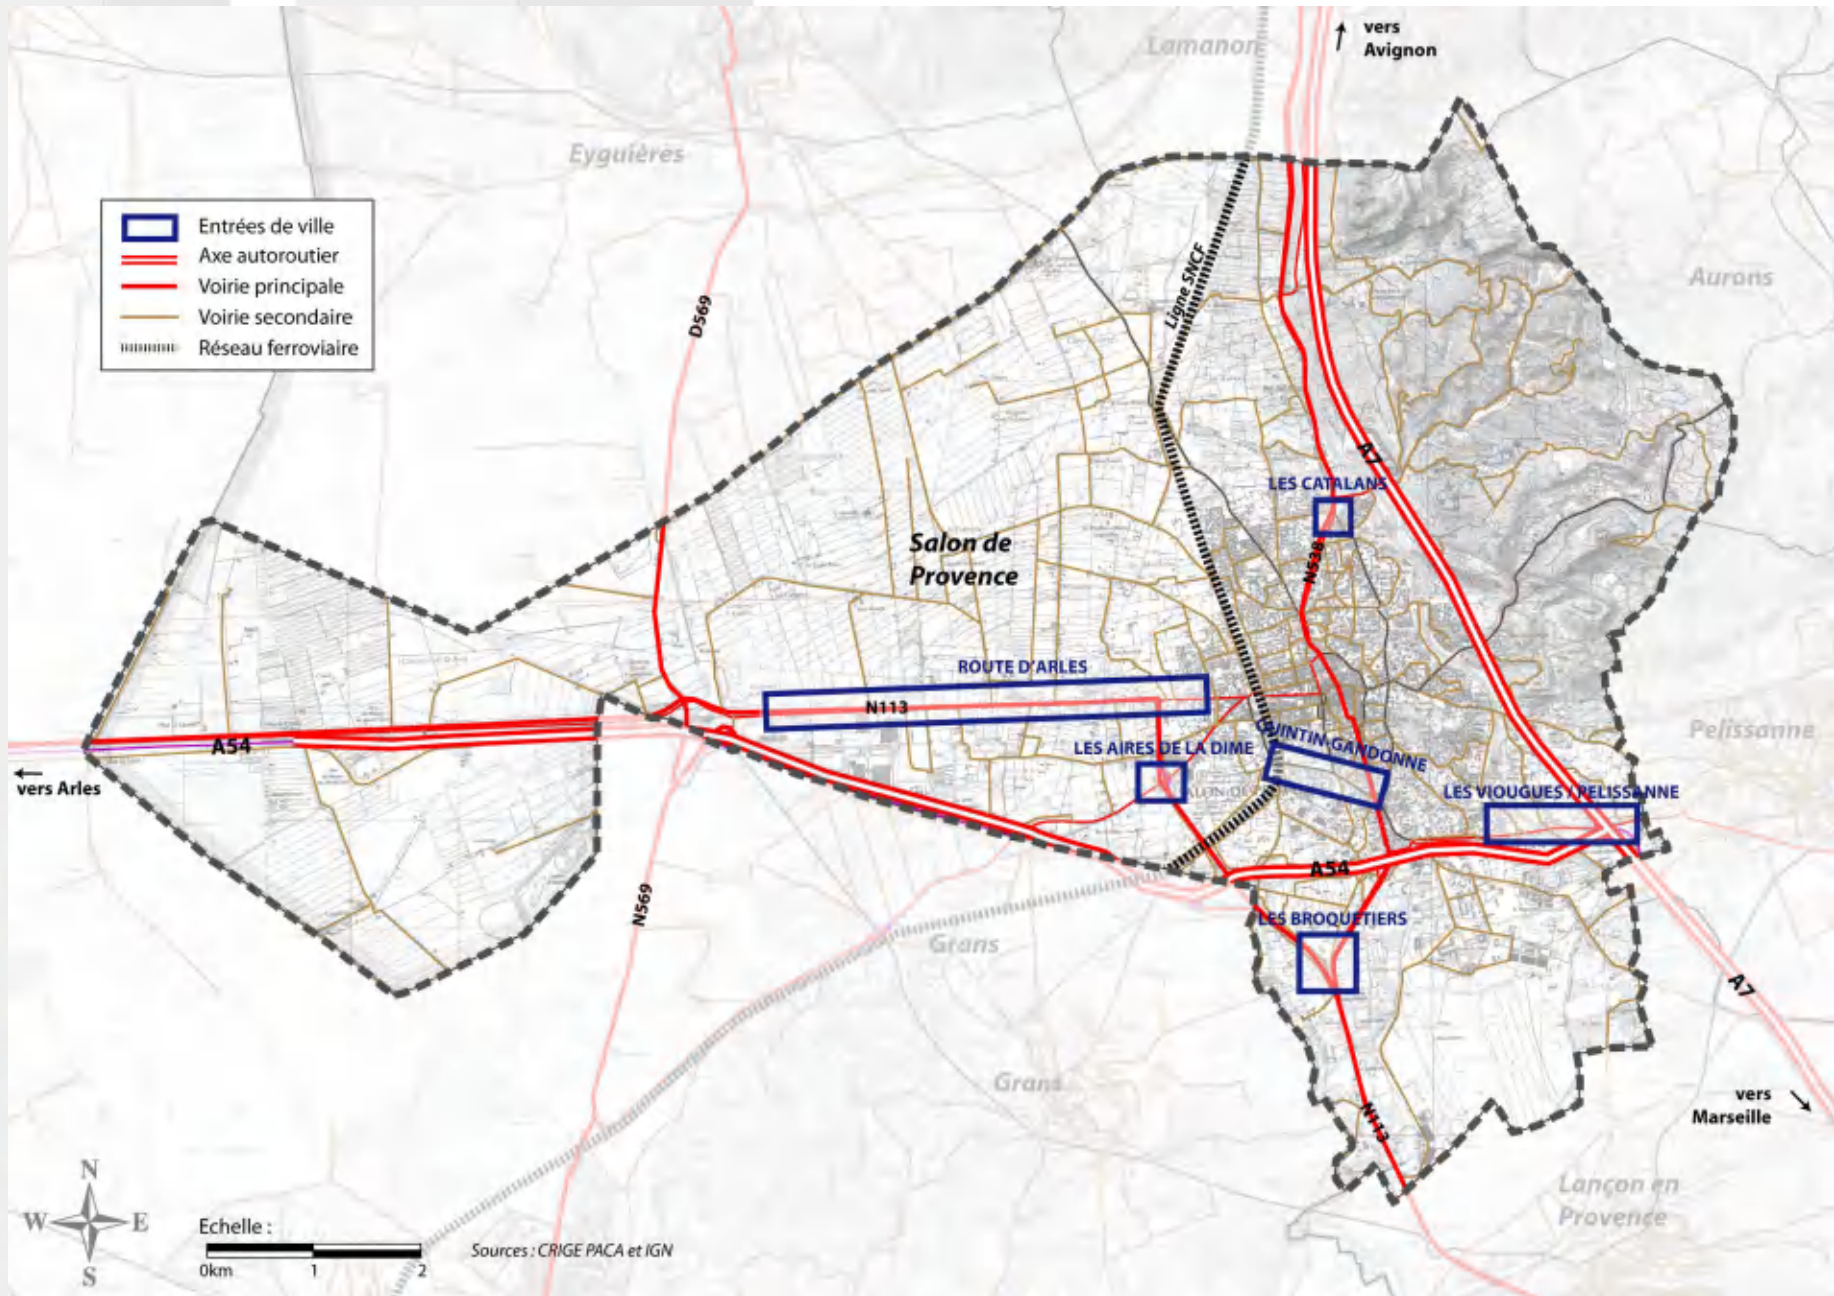 vers
Avignon
Lamanon
Eyguières
Entrées de ville
Axe autoroutier
Voirie principale
Voirie secondaire
Réseau ferroviaire
Aurons
D569
Ligne SNCF
A7
LES CATALANS
Salon de
Provence
N538
ROUTE D'ARLES
N113
QUINTIN GANDONNE
Pelissanne
A54
LES AIRES DE LA DIME
vers Arles
LES VIOUGUES / PELISSANNE
A54
N569
LES BROQUETIERS
Grans
A7
Grans
vers
Marseille
N113
Lançon en
Provence
N
W
E
S
Echelle :
0km
1
2
Sources : CRIGE PACA et IGN